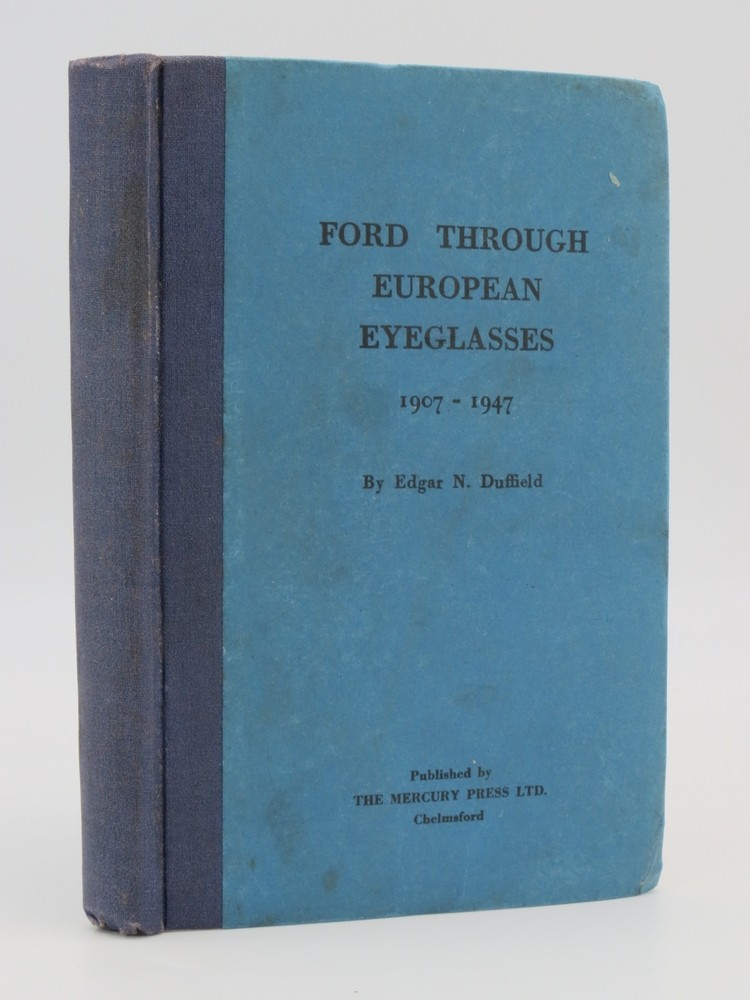 FORD THROUGH
EUROPEAN
EYEGLASSES
1907 - 1947
By Edgar N. Duffield
Published by
THE MERCURY PRESS LTD.
Chelmsford